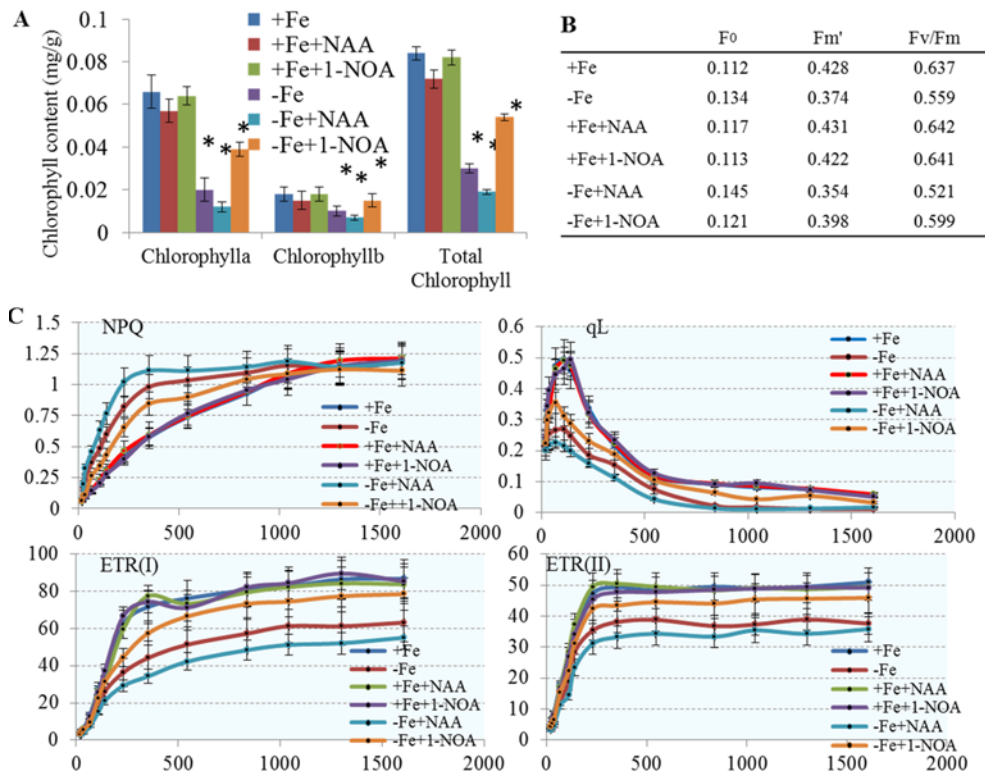 A
Chlorophyll content (mg/g)
0.1
0.08
0.06
0.04
0.02
0
+Fe
+Fe+NAA
+Fe+1-NOA
-Fe
-Fe+NAA
-Fe+1-NOA
* * *
* * *
* * *
Chlorophylla Chlorophyllb Total
Chlorophyll
B
F0 Fm' Fv/Fm
+Fe 0.112 0.428 0.637
-Fe 0.134 0.374 0.559
+Fe+NAA 0.117 0.431 0.642
+Fe+1-NOA 0.113 0.422 0.641
-Fe+NAA 0.145 0.354 0.521
-Fe+1-NOA 0.121 0.398 0.599
C
NPQ
1.5
1.25
1
0.75
0.5
0.25
0
+Fe
-Fe
+Fe+NAA
+Fe+1-NOA
-Fe+NAA
-Fe++1-NOA
0 500 1000 1500 2000
qL
0.6
0.5
0.4
0.3
0.2
0.1
0
+Fe
-Fe
+Fe+NAA
+Fe+1-NOA
-Fe+NAA
-Fe+1-NOA
0 500 1000 1500 2000
ETR(I)
100
80
60
40
20
0
+Fe
-Fe
+Fe+NAA
+Fe+1-NOA
-Fe+NAA
-Fe+1-NOA
0 500 1000 1500 2000
ETR(II)
60
50
40
30
20
10
0
+Fe
-Fe
+Fe+NAA
+Fe+1-NOA
-Fe+NAA
-Fe+1-NOA
0 500 1000 1500 2000